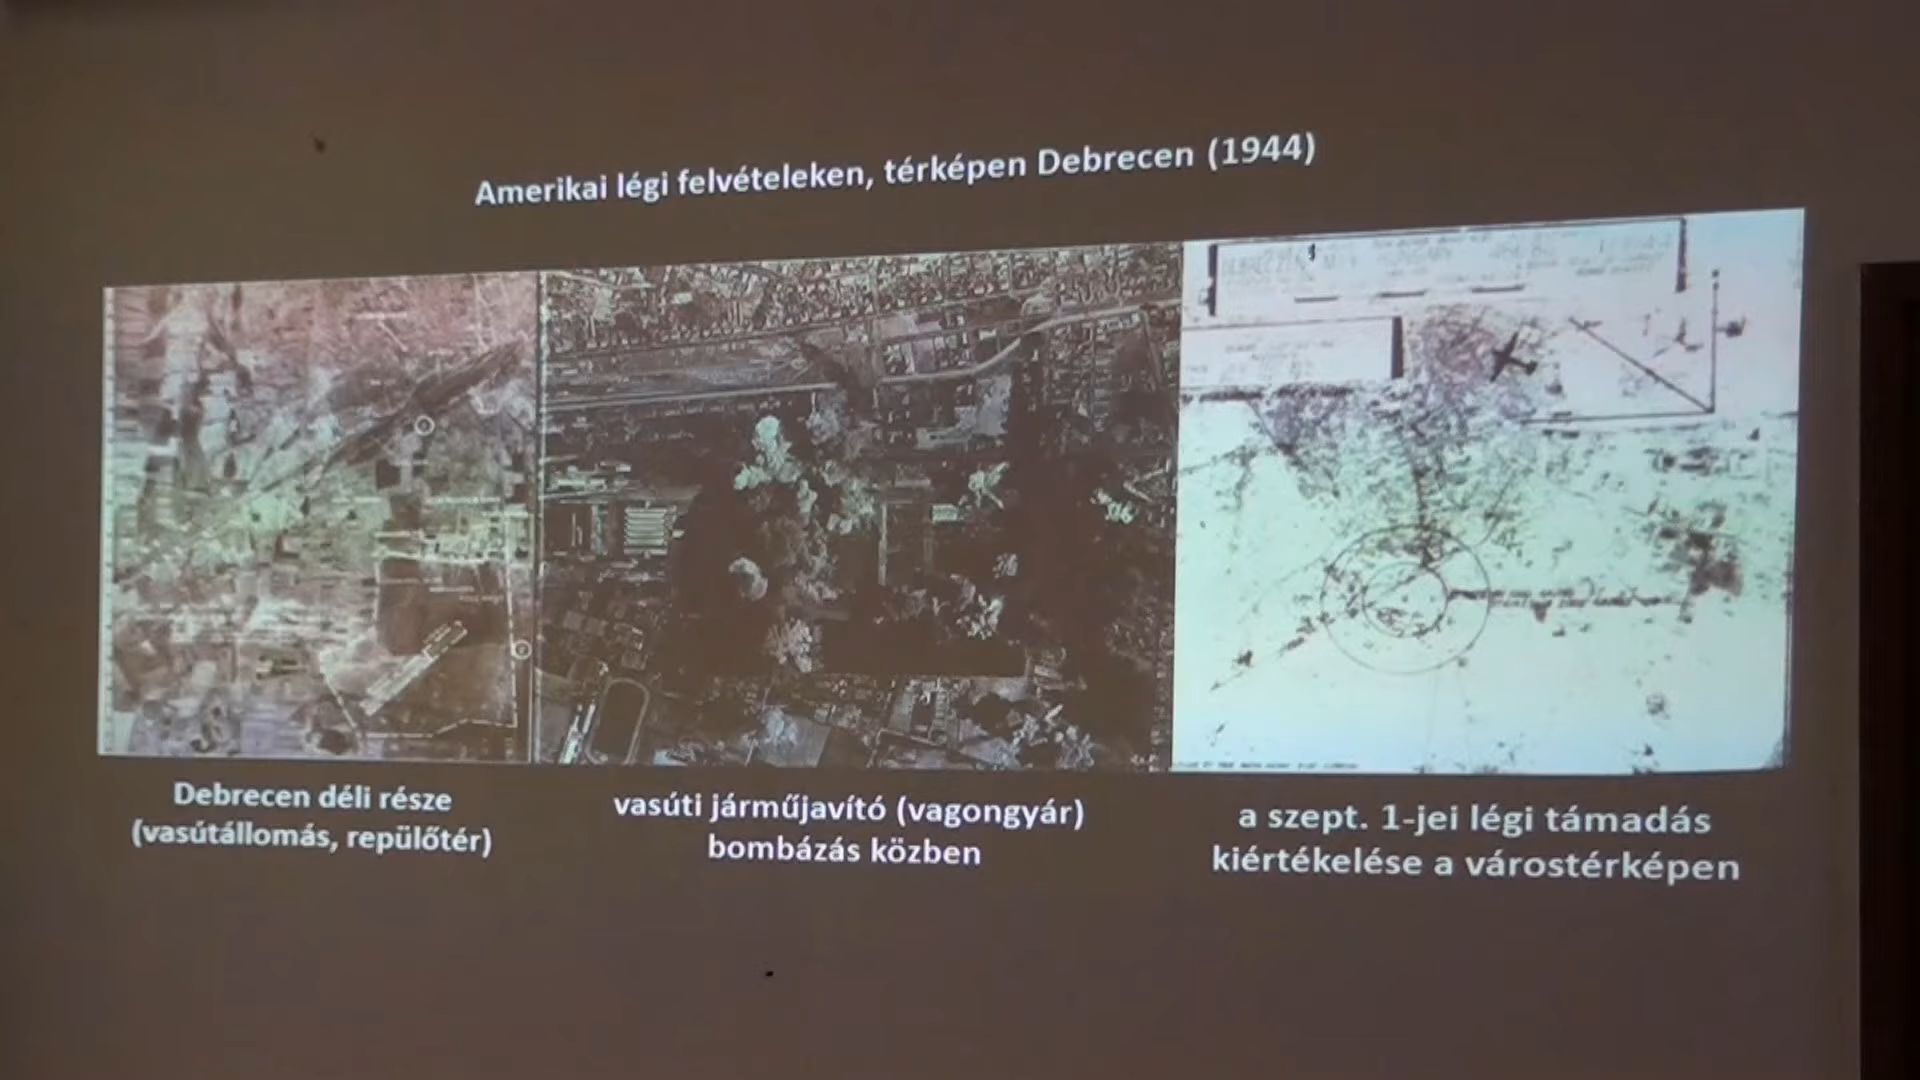 Amerikai légi felvételeken, térképen Debrecen (1944)
Debrecen déli része
(vasútállomás, repülőtér)
vasúti járműjavító (vagongyár)
bombázás közben
a szept. 1-jei légi támadás
kiértékelése a várostérképen